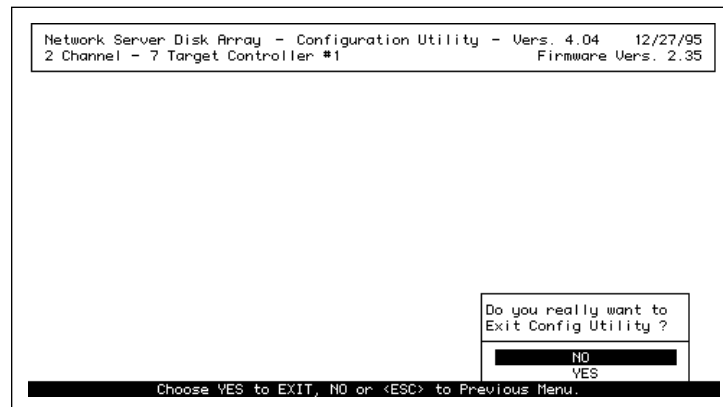 Network Server Disk Array - Configuration Utility - Vers. 4.04 12/27/95
2 Channel - 7 Target Controller #1 Firmware Vers. 2.35
Do you really want to
Exit Config Utility ?
NO
YES
Choose YES to EXIT, NO or <ESC> to Previous Menu.